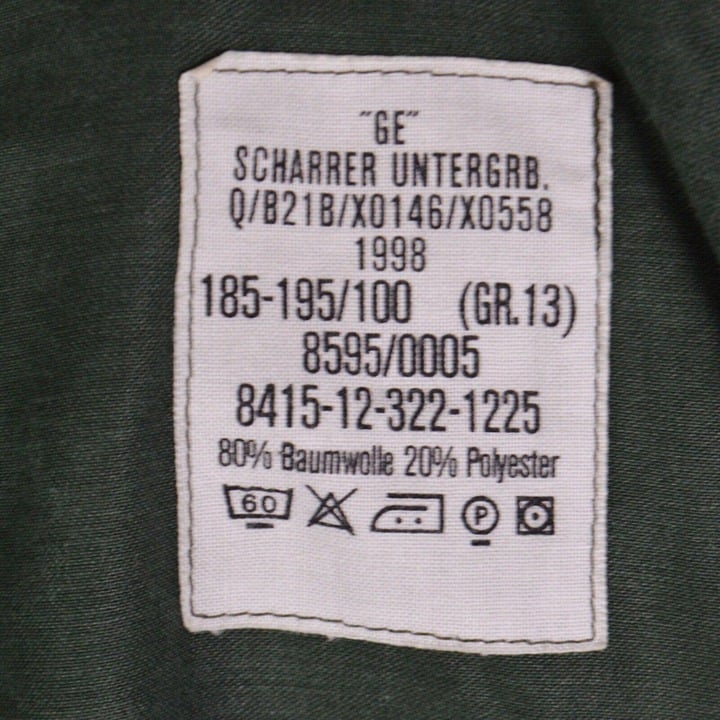 "GE"
SCHARRER UNTERGRB.
Q/B21B/X0146/X0558
1998
185-195/100 (GR.13)
8595/0005
8415-12-322-1225
80% Baumwolle 20% Polyester
60 P